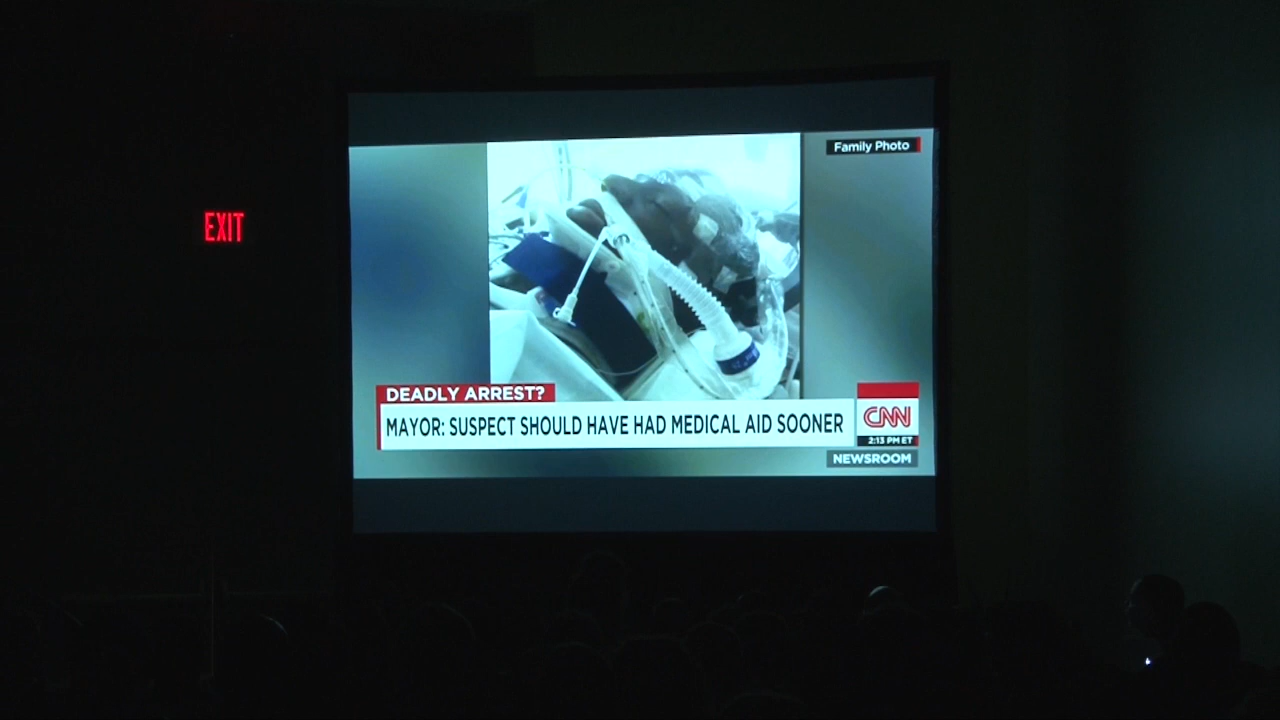 Family Photo
EXIT
DEADLY ARREST?
MAYOR: SUSPECT SHOULD HAVE HAD MEDICAL AID SOONER
CNN
2:13 PM ET
NEWSROOM